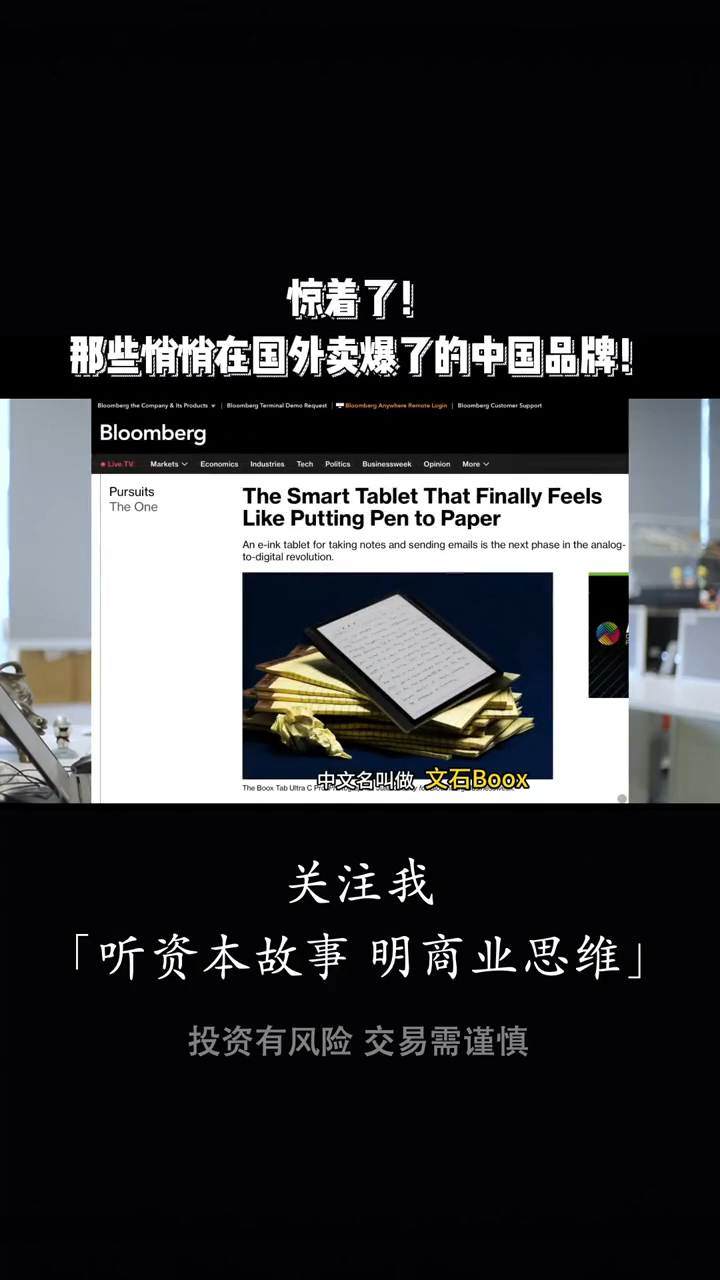 惊着了!
那些悄悄在国外卖爆了的中国品牌!
Bloomberg the Company & Its Products | Bloomberg Terminal Demo Request | Bloomberg Anywhere Remote Login | Bloomberg Customer Support
Bloomberg
Live TV Markets Economics Industries Tech Politics Businessweek Opinion More
Pursuits
The One
The Smart Tablet That Finally Feels
Like Putting Pen to Paper
An e-ink tablet for taking notes and sending emails is the next phase in the analog-
to-digital revolution.
中文名叫做 文石Boox
The Boox Tab Ultra C Pro
关注我
「听资本故事 明商业思维」
投资有风险 交易需谨慎